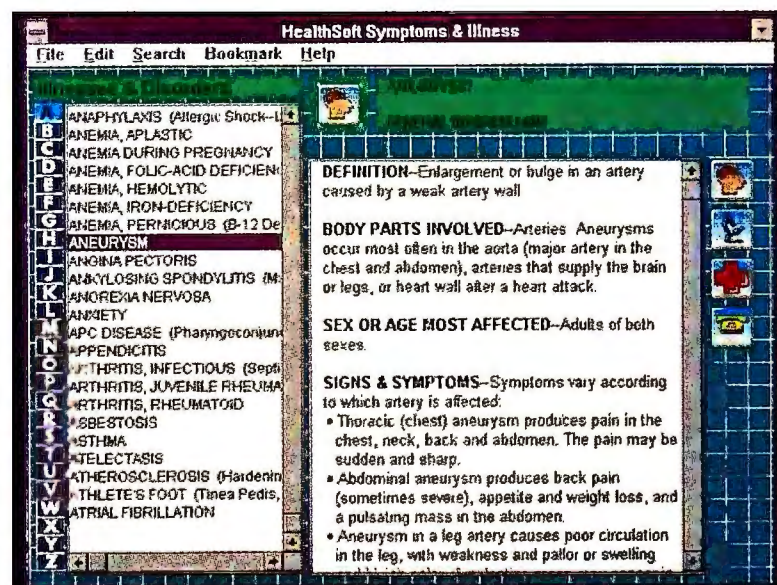 HealthSoft Symptoms & Illness
File Edit Search Bookmark Help
Illnesses & Disorders
ANEURYSM
GENERAL INFORMATION
A
B
C
D
E
F
G
H
I
J
K
L
M
N
O
P
Q
R
S
T
U
V
W
X
Y
Z
ANAPHYLAXIS (Allergic Shock--L
ANEMIA, APLASTIC
ANEMIA DURING PREGNANCY
ANEMIA, FOLIC-ACID DEFICIENC
ANEMIA, HEMOLYTIC
ANEMIA, IRON-DEFICIENCY
ANEMIA, PERNICIOUS (B-12 De
ANEURYSM
ANGINA PECTORIS
ANKYLOSING SPONDYLITIS (M
ANOREXIA NERVOSA
ANXIETY
APC DISEASE (Pharyngoconjunc
APPENDICITIS
ARTHRITIS, INFECTIOUS (Septi
ARTHRITIS, JUVENILE RHEUMA
ARTHRITIS, RHEUMATOID
ASBESTOSIS
ASTHMA
ATELECTASIS
ATHEROSCLEROSIS (Hardenin
ATHLETE'S FOOT (Tinea Pedis,
ATRIAL FIBRILLATION
DEFINITION--Enlargement or bulge in an artery
caused by a weak artery wall
BODY PARTS INVOLVED--Arteries Aneurysms
occur most often in the aorta (major artery in the
chest and abdomen), arteries that supply the brain
or legs, or heart wall after a heart attack.
SEX OR AGE MOST AFFECTED--Adults of both
sexes.
SIGNS & SYMPTOMS--Symptoms vary according
to which artery is affected:
• Thoracic (chest) aneurysm produces pain in the
chest, neck, back and abdomen. The pain may be
sudden and sharp.
• Abdominal aneurysm produces back pain
(sometimes severe), appetite and weight loss, and
a pulsating mass in the abdomen.
• Aneurysm in a leg artery causes poor circulation
in the leg, with weakness and pallor or swelling